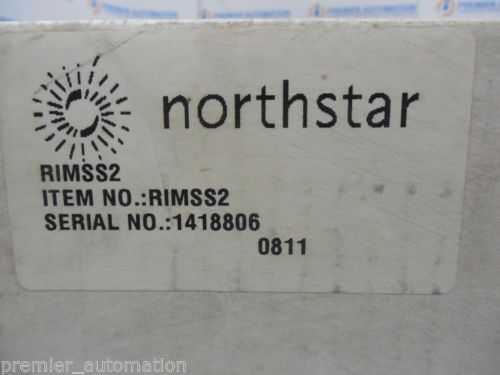 northstar
RIMSS2
ITEM NO.:RIMSS2
SERIAL NO.:1418806
0811
premier_automation